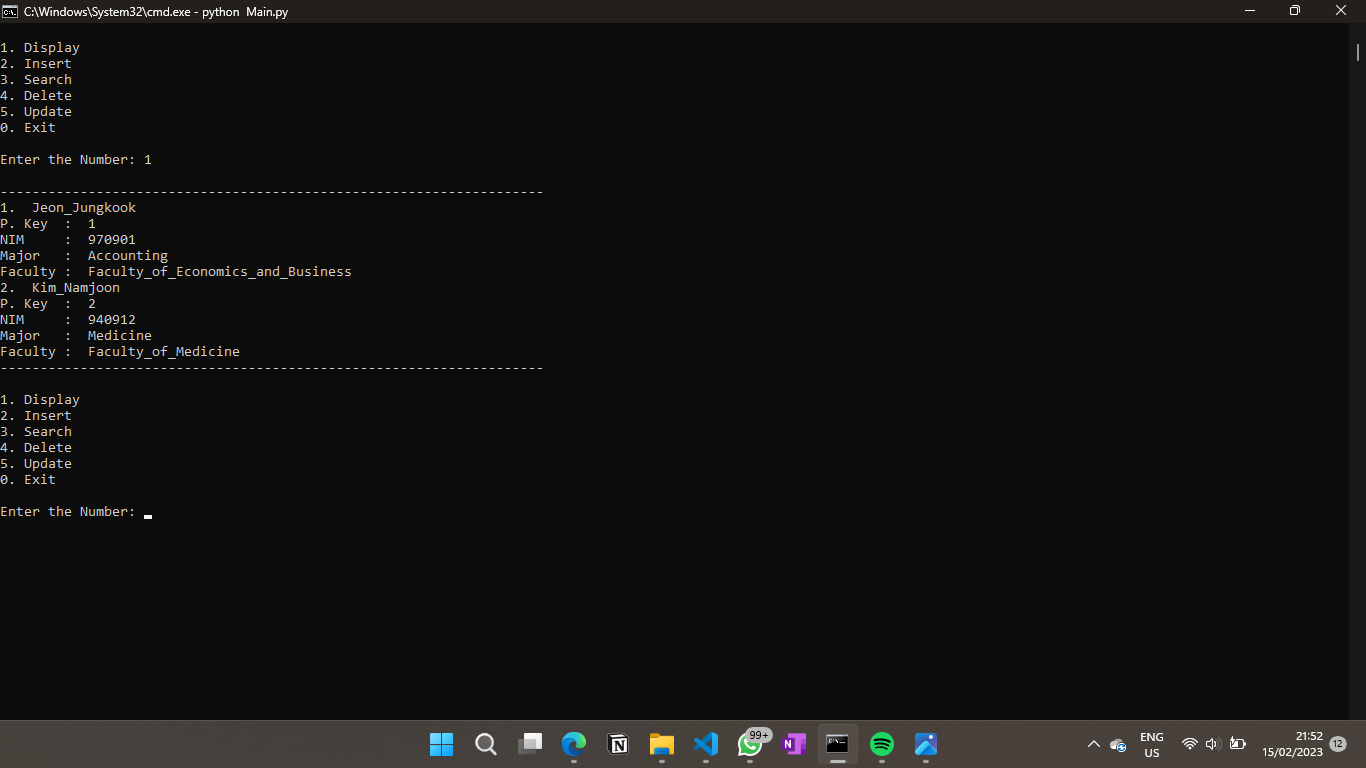 C:\Windows\System32\cmd.exe - python  Main.py
1. Display
2. Insert
3. Search
4. Delete
5. Update
0. Exit
Enter the Number: 1
--------------------------------------------------------------------
1.  Jeon_Jungkook
P. Key  :  1
NIM     :  970901
Major   :  Accounting
Faculty :  Faculty_of_Economics_and_Business
2.  Kim_Namjoon
P. Key  :  2
NIM     :  940912
Major   :  Medicine
Faculty :  Faculty_of_Medicine
--------------------------------------------------------------------
1. Display
2. Insert
3. Search
4. Delete
5. Update
0. Exit
Enter the Number:
99+
ENG
US
21:52
15/02/2023
12